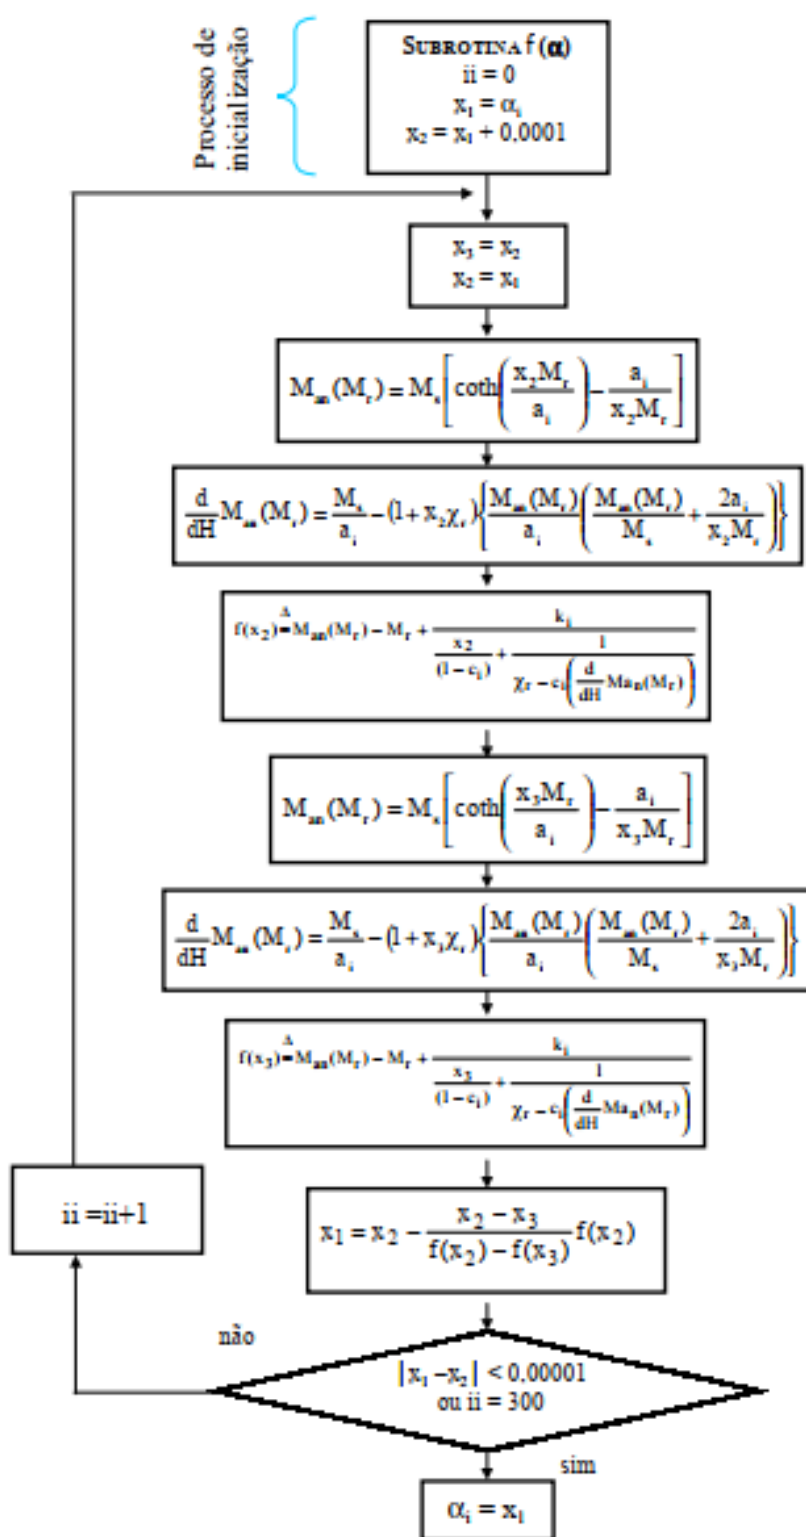 Processo de
inicialização
SUBROTINA f(α)
ii = 0
x₁ = αᵢ
x₂ = x₁ + 0,0001
x₃ = x₂
x₂ = x₁
Mₐₙ(Mᵣ) = Mₛ[coth(x₂Mᵣ/aᵢ) − aᵢ/(x₂Mᵣ)]
d/dH Mₐₙ(Mᵣ) = Mₛ/aᵢ − (1 + x₂χᵣ){Mₐₙ(Mᵣ)/aᵢ (Mₐₙ(Mᵣ)/Mₛ + 2aᵢ/(x₂Mᵣ))}
f(x₂) ≜ Mₐₙ(Mᵣ) − Mᵣ + kᵢ/(x₂/(1 − cᵢ) + 1/(χᵣ − cᵢ(d/dH Maₙ(Mᵣ))))
Mₐₙ(Mᵣ) = Mₛ[coth(x₃Mᵣ/aᵢ) − aᵢ/(x₃Mᵣ)]
d/dH Mₐₙ(Mᵣ) = Mₛ/aᵢ − (1 + x₃χᵣ){Mₐₙ(Mᵣ)/aᵢ (Mₐₙ(Mᵣ)/Mₛ + 2aᵢ/(x₃Mᵣ))}
f(x₃) ≜ Mₐₙ(Mᵣ) − Mᵣ + kᵢ/(x₃/(1 − cᵢ) + 1/(χᵣ − cᵢ(d/dH Maₙ(Mᵣ))))
ii =ii+1
x₁ = x₂ − (x₂ − x₃)/(f(x₂) − f(x₃)) f(x₂)
não
|x₁ − x₂| < 0,00001
ou ii = 300
sim
αᵢ = x₁